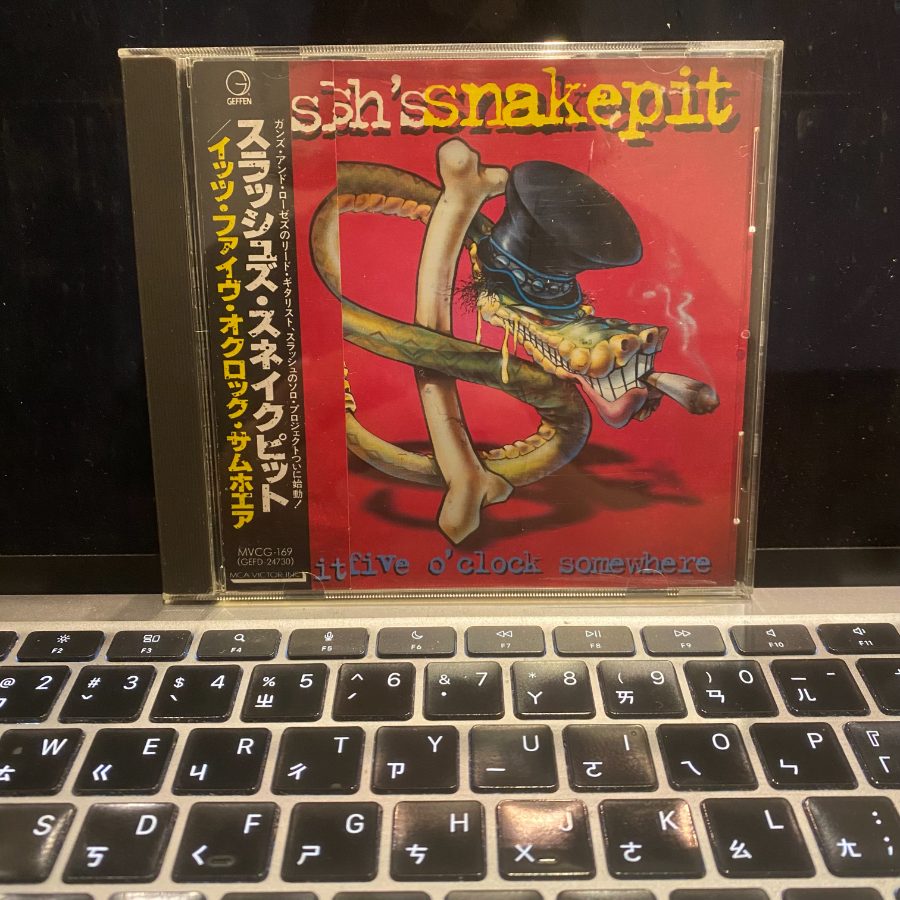 GEFFEN
スラッシュズ・スネイクピット
／イッツ・ファイヴ・オクロック・サムホエア
ガンズ・アンド・ローゼズのリード・ギタリスト、スラッシュのソロ・プロジェクトついに始動!
MVCG-169
(GEFD-24730)
MCA VICTOR INC
sh's snakepit
it five o'clock somewhere
F2 F3 F4 F5 F6 F7 F8 F9 F10 F11
@ 2 # 3 $ 4 % 5 ^ 6 & 7 * 8 ( 9 ) 0 — -
ˇ ˋ ㄓ ˊ ˙ ㄚ ㄞ ㄢ ㄦ
W E R T Y U I O P 『
ㄊ ㄍ ㄐ ㄔ ㄗ ㄧ ㄛ ㄟ ㄣ 「
S D F G H J K L : ;
ㄎ ㄑ ㄕ ㄘ ㄨ ㄜ ㄠ ㄤ